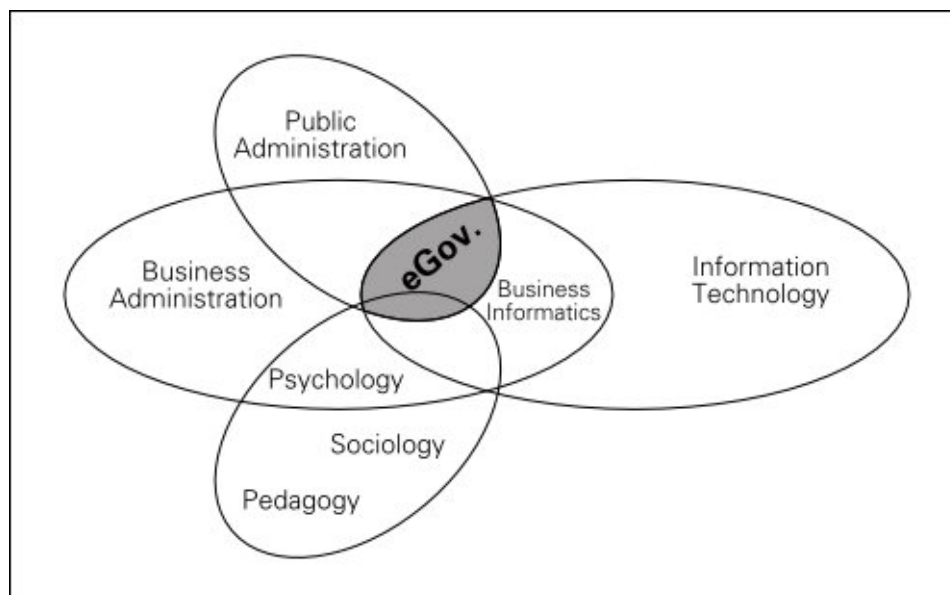 Public
Administration
eGov.
Business
Administration
Business
Informatics
Information
Technology
Psychology
Sociology
Pedagogy